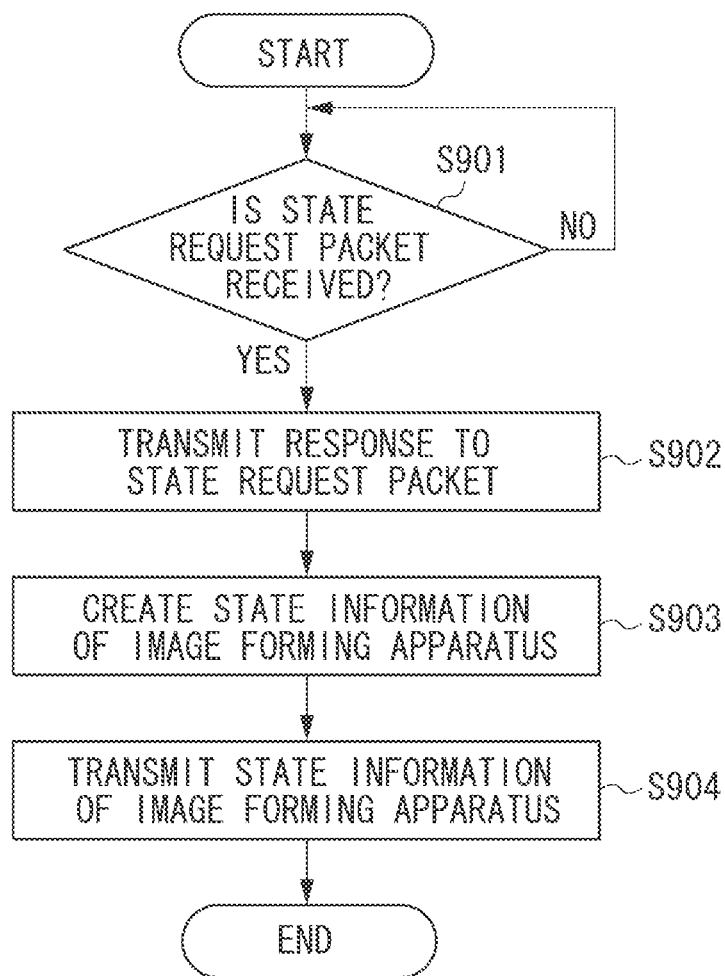 START
S901
IS STATE
REQUEST PACKET
RECEIVED?
NO
YES
TRANSMIT RESPONSE TO
STATE REQUEST PACKET
S902
CREATE STATE INFORMATION
OF IMAGE FORMING APPARATUS
S903
TRANSMIT STATE INFORMATION
OF IMAGE FORMING APPARATUS
S904
END